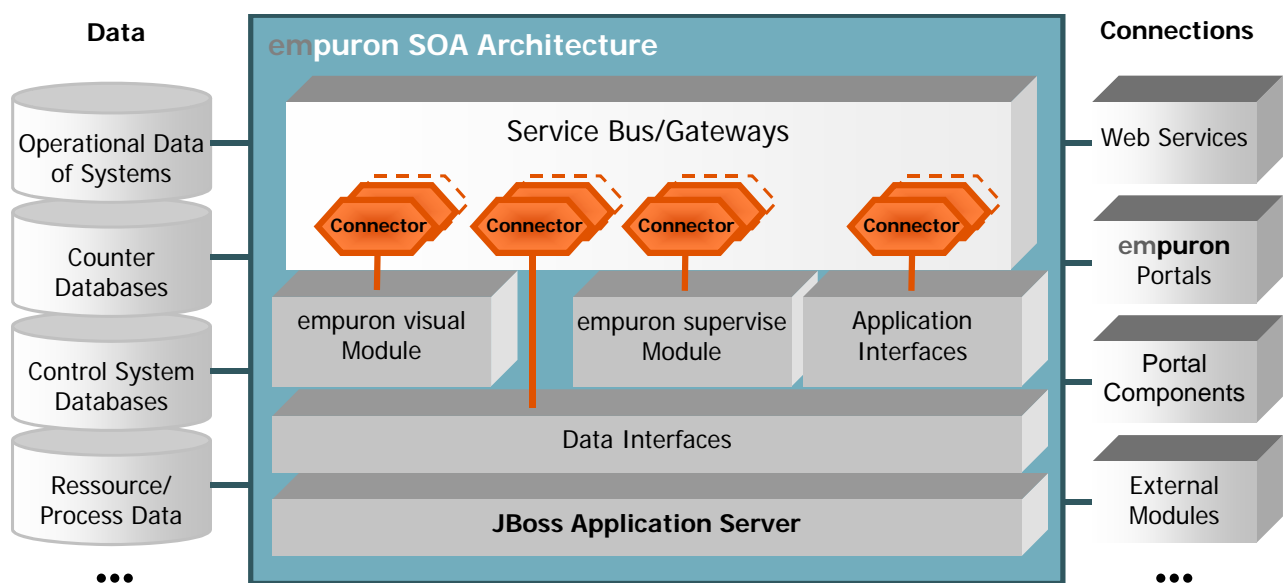 Data
empuron SOA Architecture
Connections
Operational Data
of Systems
Counter
Databases
Control System
Databases
Ressource/
Process Data
•••
Service Bus/Gateways
Connector
Connector
Connector
Connector
empuron visual
Module
empuron supervise
Module
Application
Interfaces
Data Interfaces
JBoss Application Server
Web Services
empuron
Portals
Portal
Components
External
Modules
•••